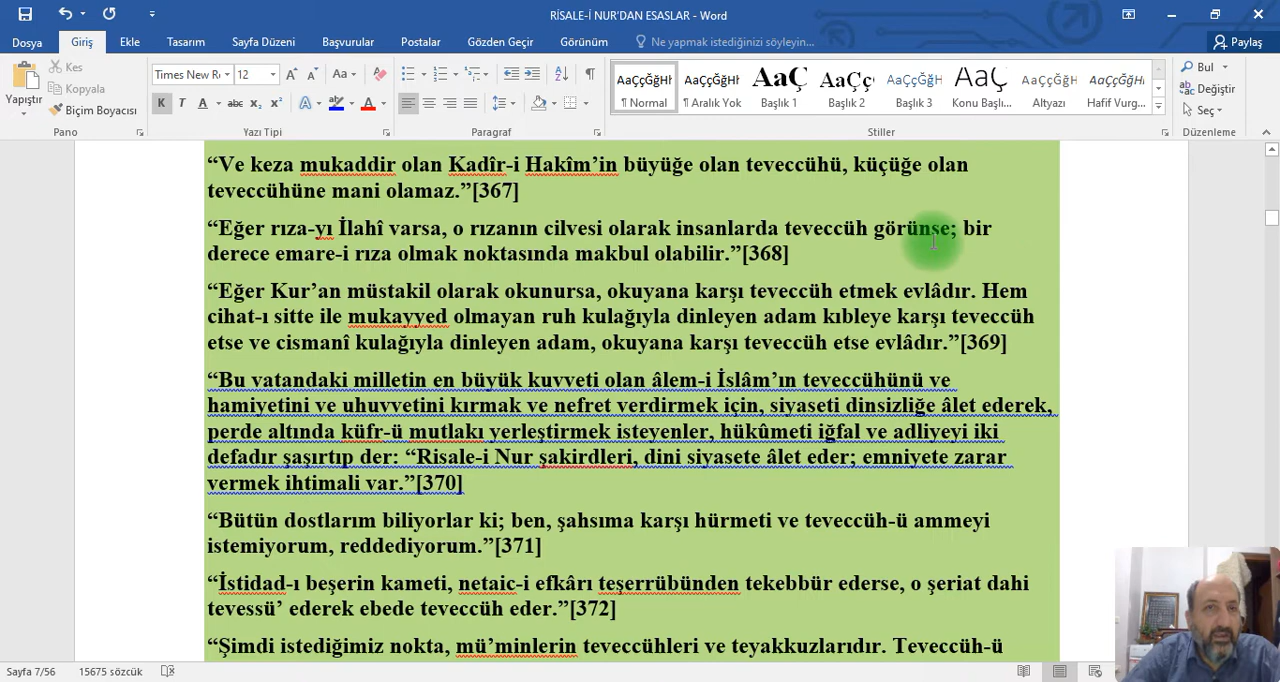 RİSALE-İ NUR'DAN ESASLAR - Word
Dosya Giriş Ekle Tasarım Sayfa Düzeni Başvurular Postalar Gözden Geçir Görünüm Ne yapmak istediğinizi söyleyin... Paylaş
Yapıştır
Kes
Kopyala
Biçim Boyacısı
Pano
Times New Ro 12
Aa
K T A abc x₂ x²
Yazı Tipi
Paragraf
AaÇçĞğHł AaÇçĞğHł AaÇ AaÇç AaÇçĞğH AaÇç AaÇçĞğH AaÇçĞğH
¶ Normal ¶ Aralık Yok Başlık 1 Başlık 2 Başlık 3 Konu Başlı... Altyazı Hafif Vurg...
Stiller
Bul
Değiştir
Seç
Düzenleme
“Ve keza mukaddir olan Kadîr-i Hakîm’in büyüğe olan teveccühü, küçüğe olan
teveccühüne mani olamaz.”[367]
“Eğer rıza-yı İlahî varsa, o rızanın cilvesi olarak insanlarda teveccüh görünse; bir
derece emare-i rıza olmak noktasında makbul olabilir.”[368]
“Eğer Kur’an müstakil olarak okunursa, okuyana karşı teveccüh etmek evlâdır. Hem
cihat-ı sitte ile mukayyed olmayan ruh kulağıyla dinleyen adam kıbleye karşı teveccüh
etse ve cismanî kulağıyla dinleyen adam, okuyana karşı teveccüh etse evlâdır.”[369]
“Bu vatandaki milletin en büyük kuvveti olan âlem-i İslâm’ın teveccühünü ve
hamiyetini ve uhuvvetini kırmak ve nefret verdirmek için, siyaseti dinsizliğe âlet ederek,
perde altında küfr-ü mutlakı yerleştirmek isteyenler, hükûmeti iğfal ve adliyeyi iki
defadır şaşırtıp der: “Risale-i Nur şakirdleri, dini siyasete âlet eder; emniyete zarar
vermek ihtimali var.”[370]
“Bütün dostlarım biliyorlar ki; ben, şahsıma karşı hürmeti ve teveccüh-ü ammeyi
istemiyorum, reddediyorum.”[371]
“İstidad-ı beşerin kameti, netaic-i efkârı teşerrübünden tekebbür ederse, o şeriat dahi
tevessü’ ederek ebede teveccüh eder.”[372]
“Şimdi istediğimiz nokta, mü’minlerin teveccühleri ve teyakkuzlarıdır. Teveccüh-ü
Sayfa 7/56 15675 sözcük